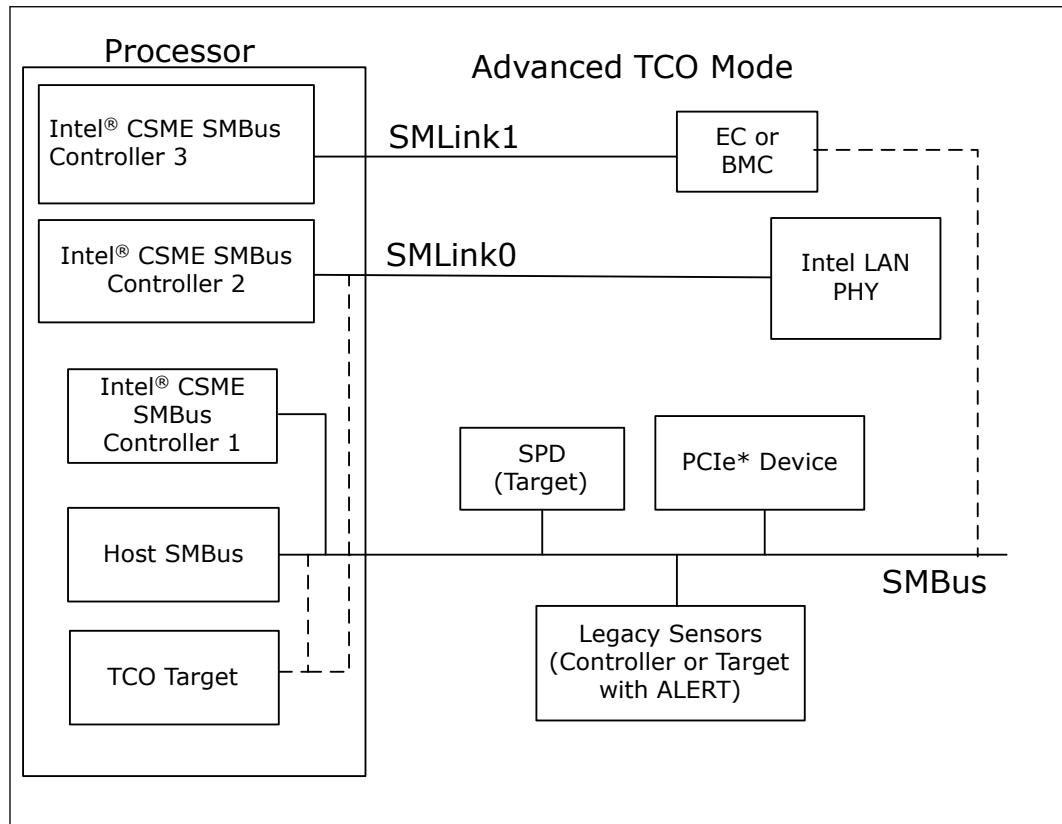 Processor
Advanced TCO Mode
Intel® CSME SMBus
Controller 3
SMLink1
EC or
BMC
Intel® CSME SMBus
Controller 2
SMLink0
Intel LAN
PHY
Intel® CSME
SMBus
Controller 1
SPD
(Target)
PCIe* Device
Host SMBus
SMBus
TCO Target
Legacy Sensors
(Controller or Target
with ALERT)